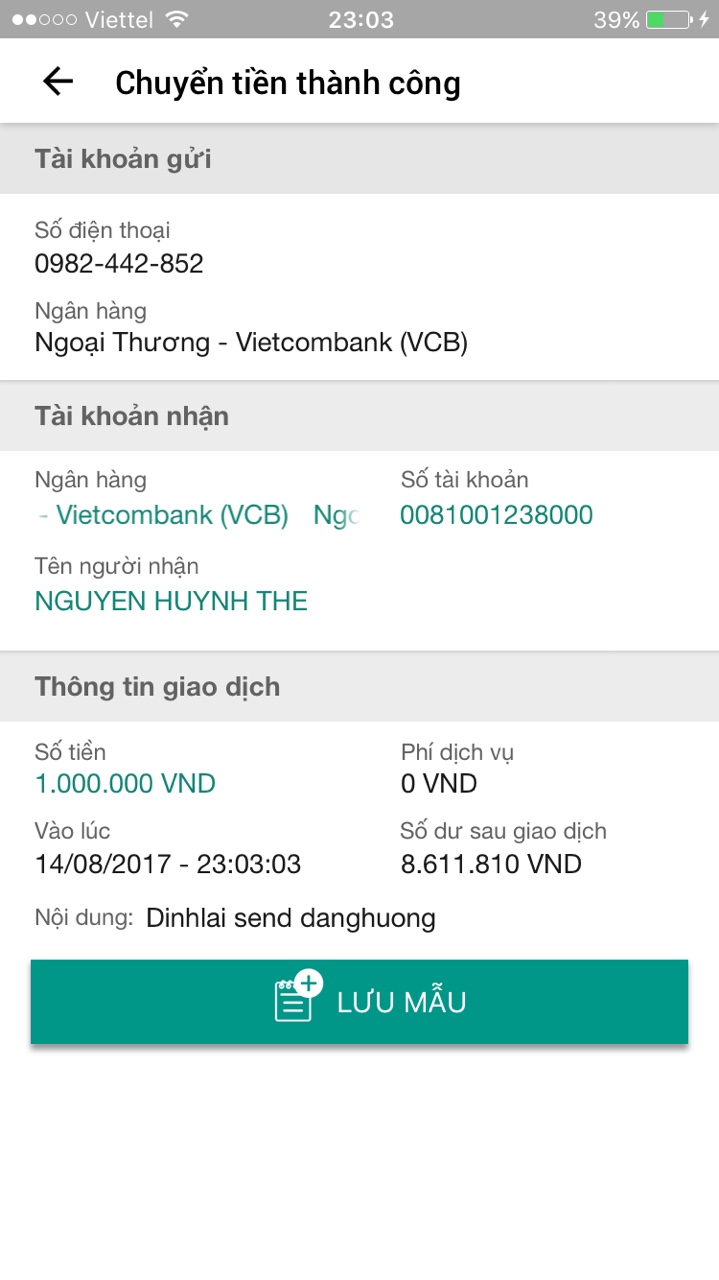 Viettel 23:03 39%
Chuyển tiền thành công
Tài khoản gửi
Số điện thoại
0982-442-852
Ngân hàng
Ngoại Thương - Vietcombank (VCB)
Tài khoản nhận
Ngân hàng Số tài khoản
- Vietcombank (VCB) Ngo 0081001238000
Tên người nhận
NGUYEN HUYNH THE
Thông tin giao dịch
Số tiền Phí dịch vụ
1.000.000 VND 0 VND
Vào lúc Số dư sau giao dịch
14/08/2017 - 23:03:03 8.611.810 VND
Nội dung: Dinhlai send danghuong
LƯU MẪU